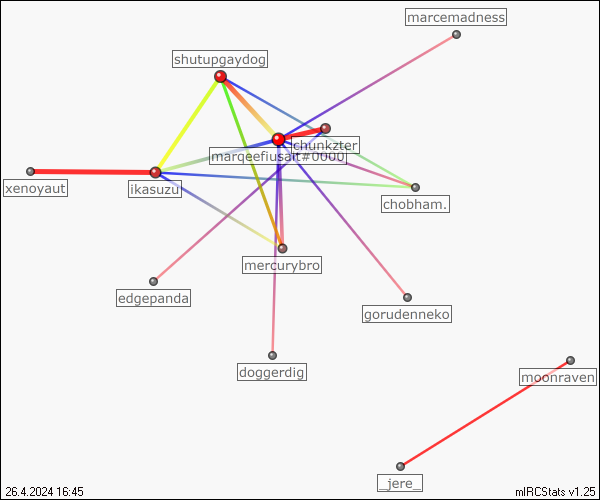 marcemadness
shutupgaydog
chunkzter
marqeefiusait#0000
xenoyaut
ikasuzu
chobham.
mercurybro
edgepanda
gorudenneko
doggerdig
moonraven
_jere_
26.4.2024 16:45
mIRCStats v1.25